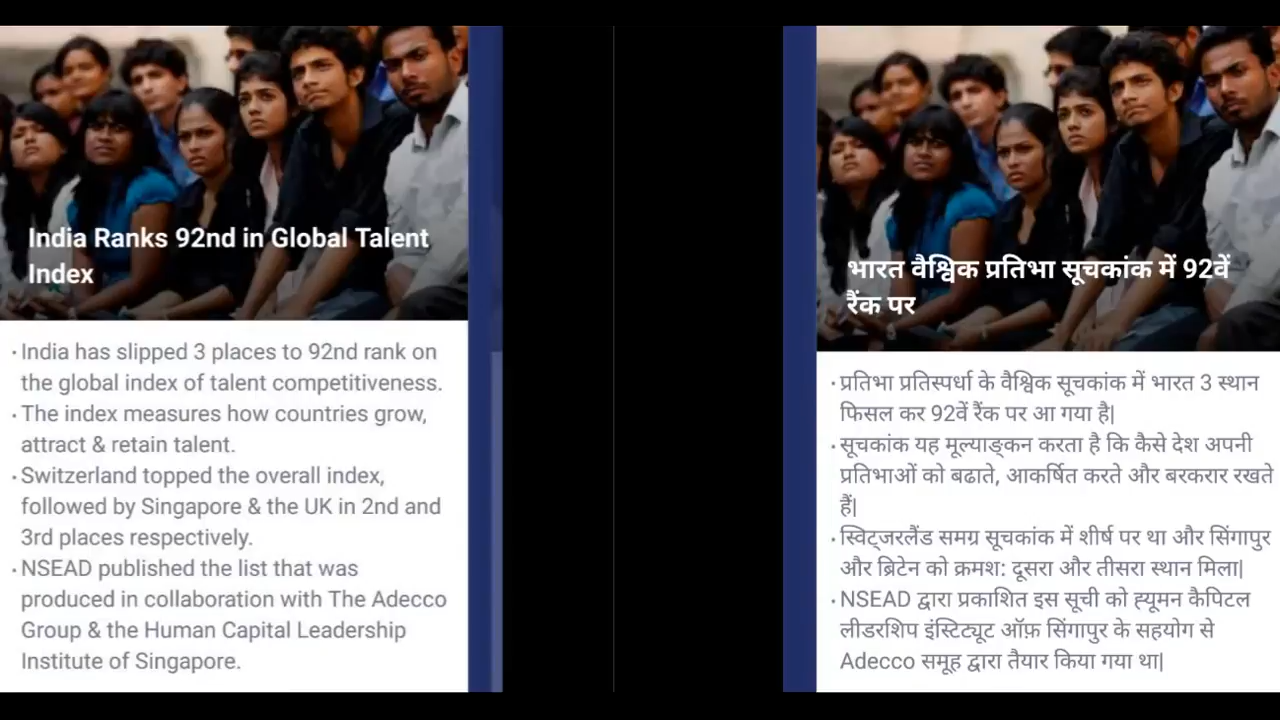 India Ranks 92nd in Global Talent
Index
· India has slipped 3 places to 92nd rank on
the global index of talent competitiveness.
· The index measures how countries grow,
attract & retain talent.
· Switzerland topped the overall index,
followed by Singapore & the UK in 2nd and
3rd places respectively.
· NSEAD published the list that was
produced in collaboration with The Adecco
Group & the Human Capital Leadership
Institute of Singapore.
भारत वैश्विक प्रतिभा सूचकांक में 92वें
रैंक पर
· प्रतिभा प्रतिस्पर्धा के वैश्विक सूचकांक में भारत 3 स्थान
फिसल कर 92वें रैंक पर आ गया है|
· सूचकांक यह मूल्याङ्कन करता है कि कैसे देश अपनी
प्रतिभाओं को बढाते, आकर्षित करते और बरकरार रखते
हैं|
· स्विट्जरलैंड समग्र सूचकांक में शीर्ष पर था और सिंगापुर
और ब्रिटेन को क्रमश: दूसरा और तीसरा स्थान मिला|
· NSEAD द्वारा प्रकाशित इस सूची को ह्यूमन कैपिटल
लीडरशिप इंस्टिट्यूट ऑफ़ सिंगापुर के सहयोग से
Adecco समूह द्वारा तैयार किया गया था|